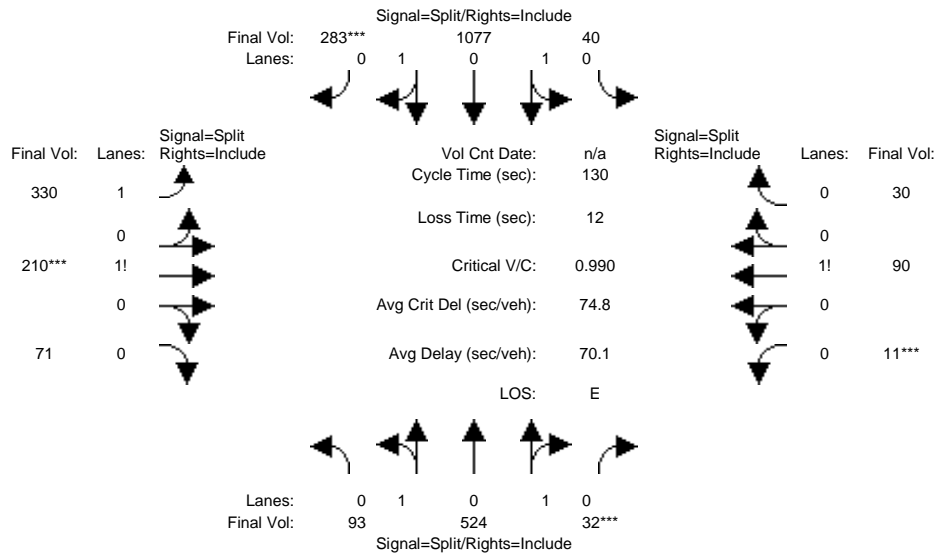 Signal=Split/Rights=Include
Final Vol: 283*** 1077 40
Lanes: 0 1 0 1 0
Signal=Split Signal=Split
Final Vol: Lanes: Rights=Include Vol Cnt Date: n/a Rights=Include Lanes: Final Vol:
Cycle Time (sec): 130
330 1 0 30
Loss Time (sec): 12
0 0
210*** 1! Critical V/C: 0.990 1! 90
0 Avg Crit Del (sec/veh): 74.8 0
71 0 Avg Delay (sec/veh): 70.1 0 11***
LOS: E
Lanes: 0 1 0 1 0
Final Vol: 93 524 32***
Signal=Split/Rights=Include